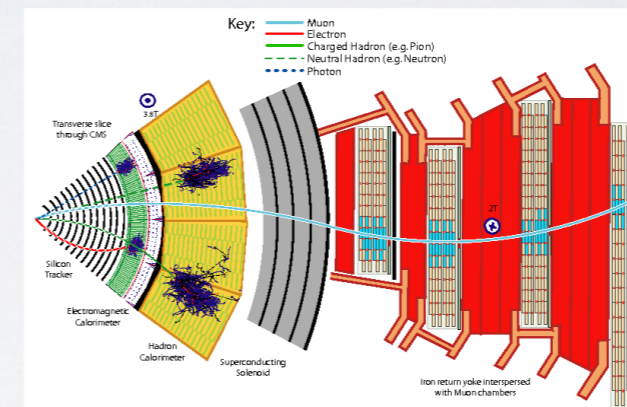 Key:
Muon
Electron
Charged Hadron (e.g. Pion)
Neutral Hadron (e.g. Neutron)
Photon
Transverse slice
through CMS
3.8T
2T
Silicon
Tracker
Electromagnetic
Calorimeter
Hadron
Calorimeter
Superconducting
Solenoid
Iron return yoke interspersed
with Muon chambers